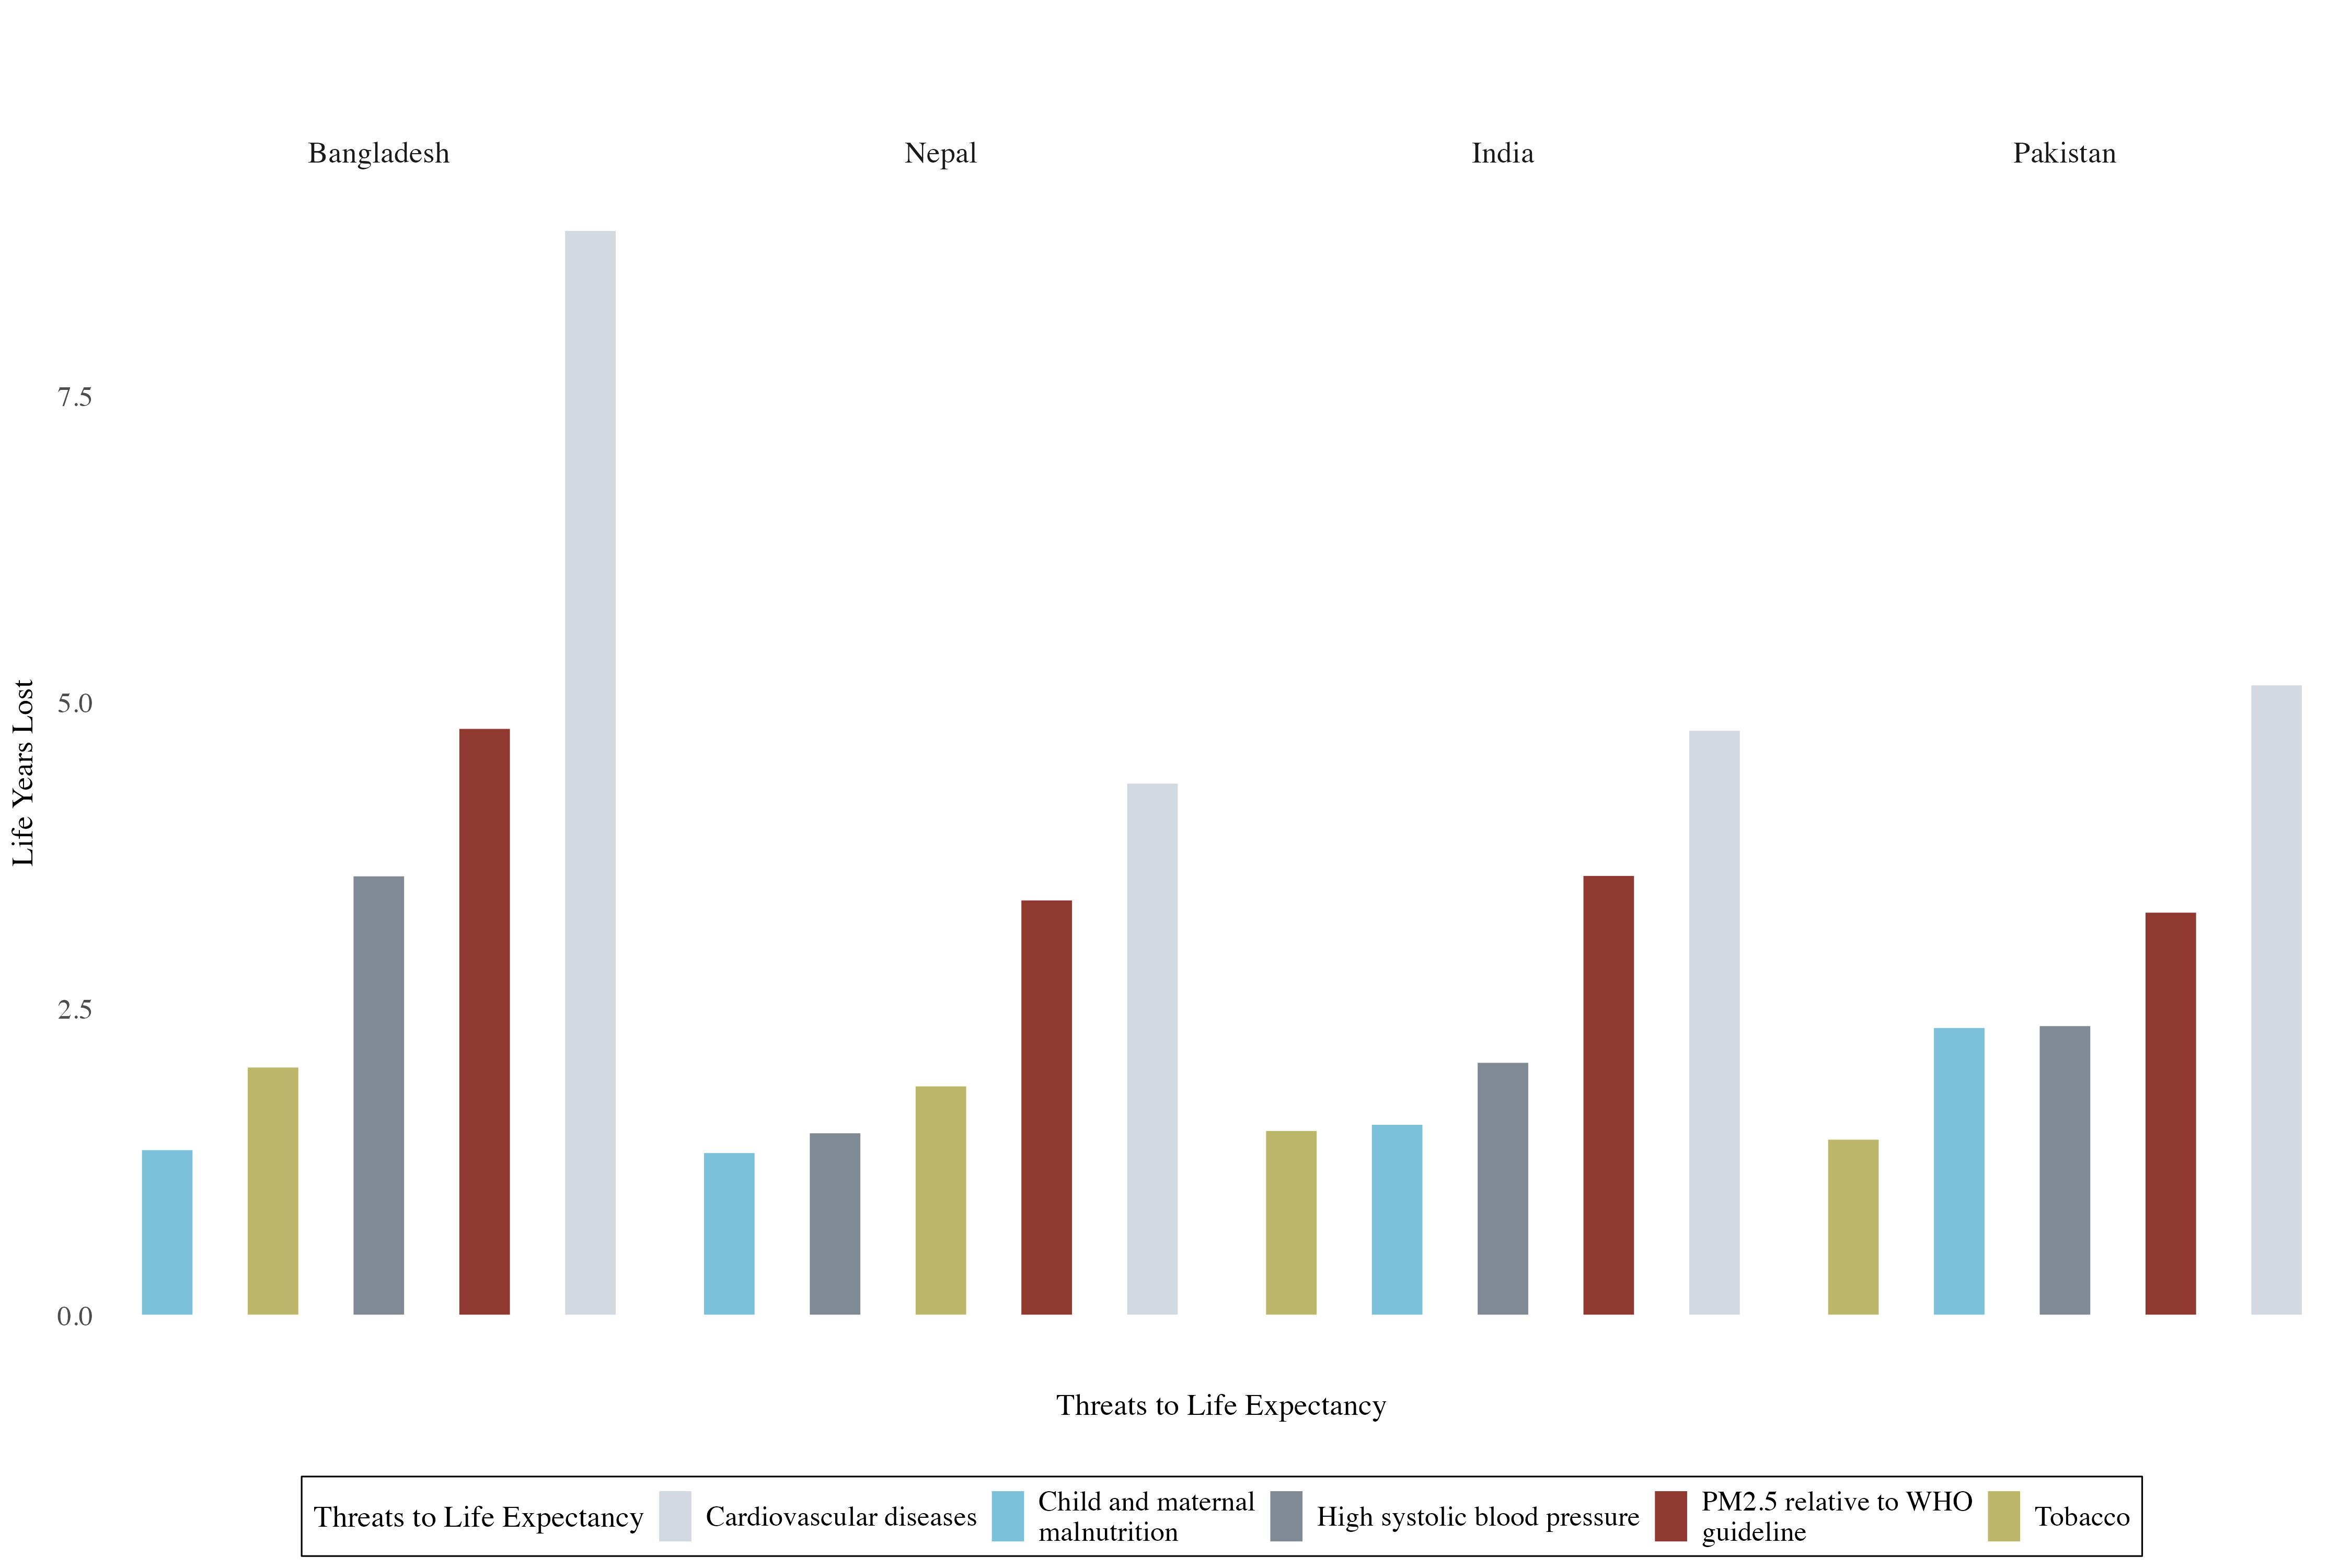 Bangladesh
Nepal
India
Pakistan
7.5
5.0
2.5
0.0
Life Years Lost
Threats to Life Expectancy
Threats to Life Expectancy
Cardiovascular diseases
Child and maternal
malnutrition
High systolic blood pressure
PM2.5 relative to WHO
guideline
Tobacco